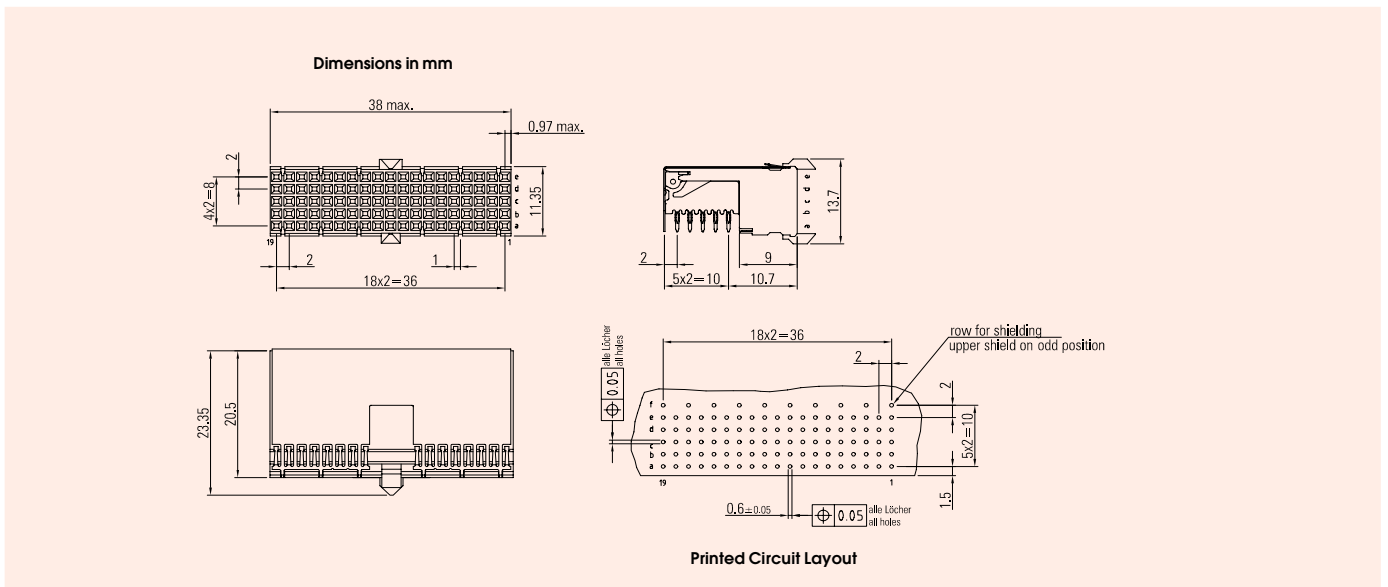 Dimensions in mm
38 max.
0.97 max.
2
4x2=8
e
d
c
b
a
11.35
19
1
2
1
18x2=36
e
d
c
b
a
13.7
2
9
5x2=10
10.7
23.35
20.5
alle Löcher
all holes
0.05
18x2=36
row for shielding
upper shield on odd position
2
2
f
e
d
c
b
a
5x2=10
19
1
1.5
0.6±0.05
0.05
alle Löcher
all holes
Printed Circuit Layout